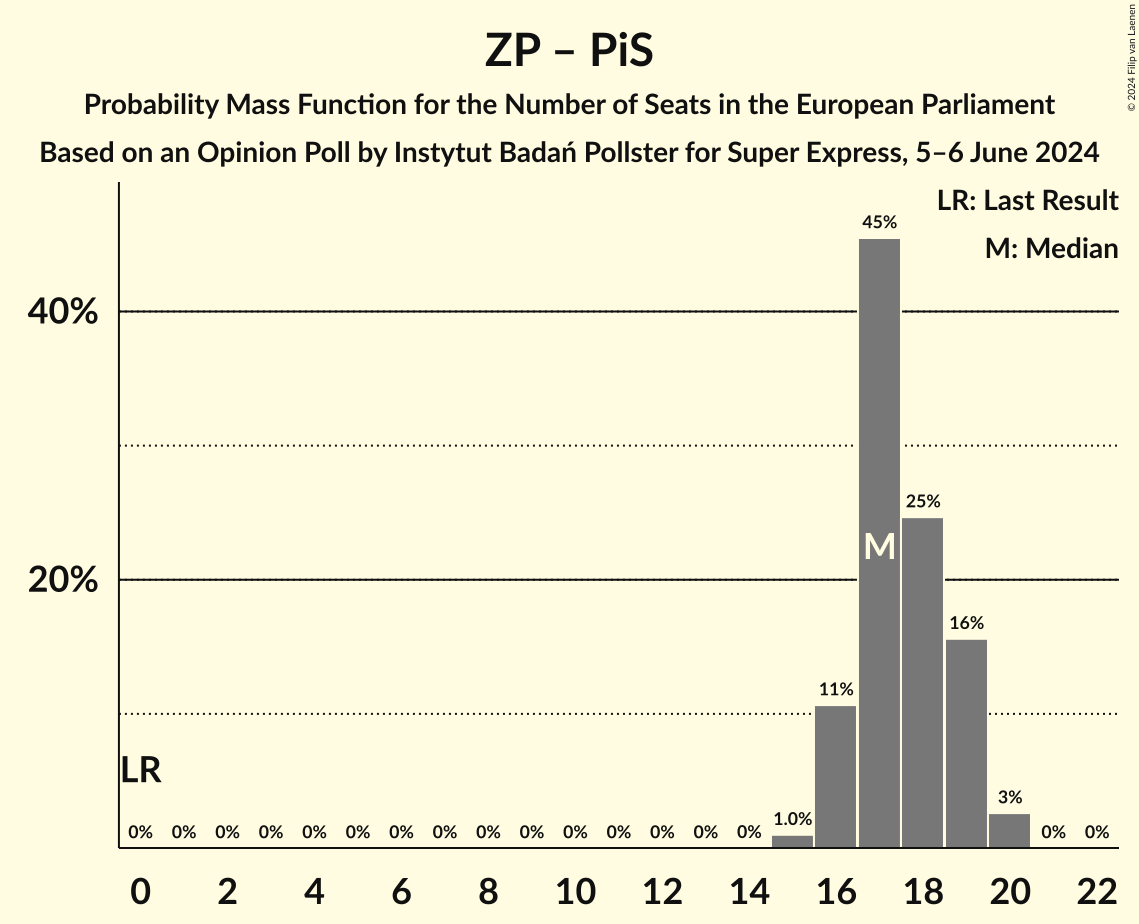 ZP – PiS
Probability Mass Function for the Number of Seats in the European Parliament
Based on an Opinion Poll by Instytut Badań Pollster for Super Express, 5–6 June 2024
© 2024 Filip van Laenen
LR: Last Result
M: Median
45%
40%
25%
M
20%
16%
11%
LR
3%
1.0%
0% 0% 0% 0% 0% 0% 0% 0% 0% 0% 0% 0% 0% 0% 0% 0% 0%
0 2 4 6 8 10 12 14 16 18 20 22